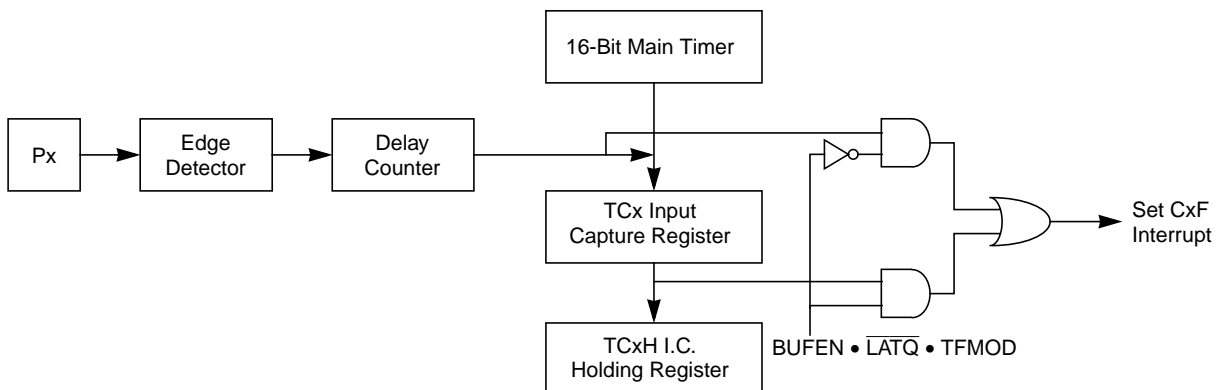 16-Bit Main Timer
Px
Edge
Detector
Delay
Counter
TCx Input
Capture Register
Set CxF
Interrupt
TCxH I.C.
Holding Register
BUFEN • L̅A̅T̅Q̅ • TFMOD